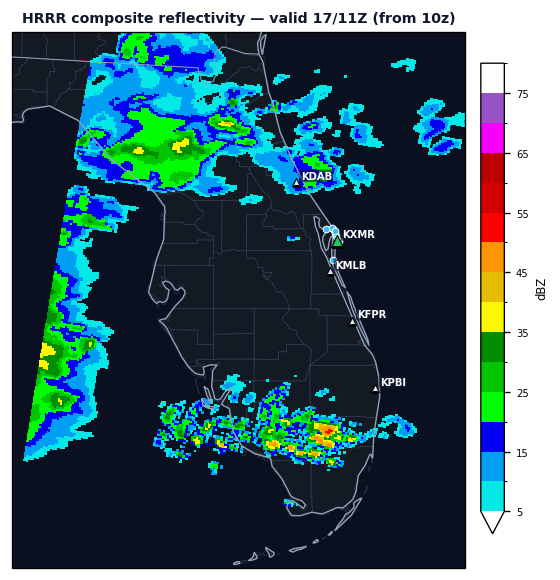 HRRR composite reflectivity — valid 17/11Z (from 10z)
KDAB
KXMR
KMLB
KFPR
KPBI
75
65
55
45
35
25
15
5
dBZ